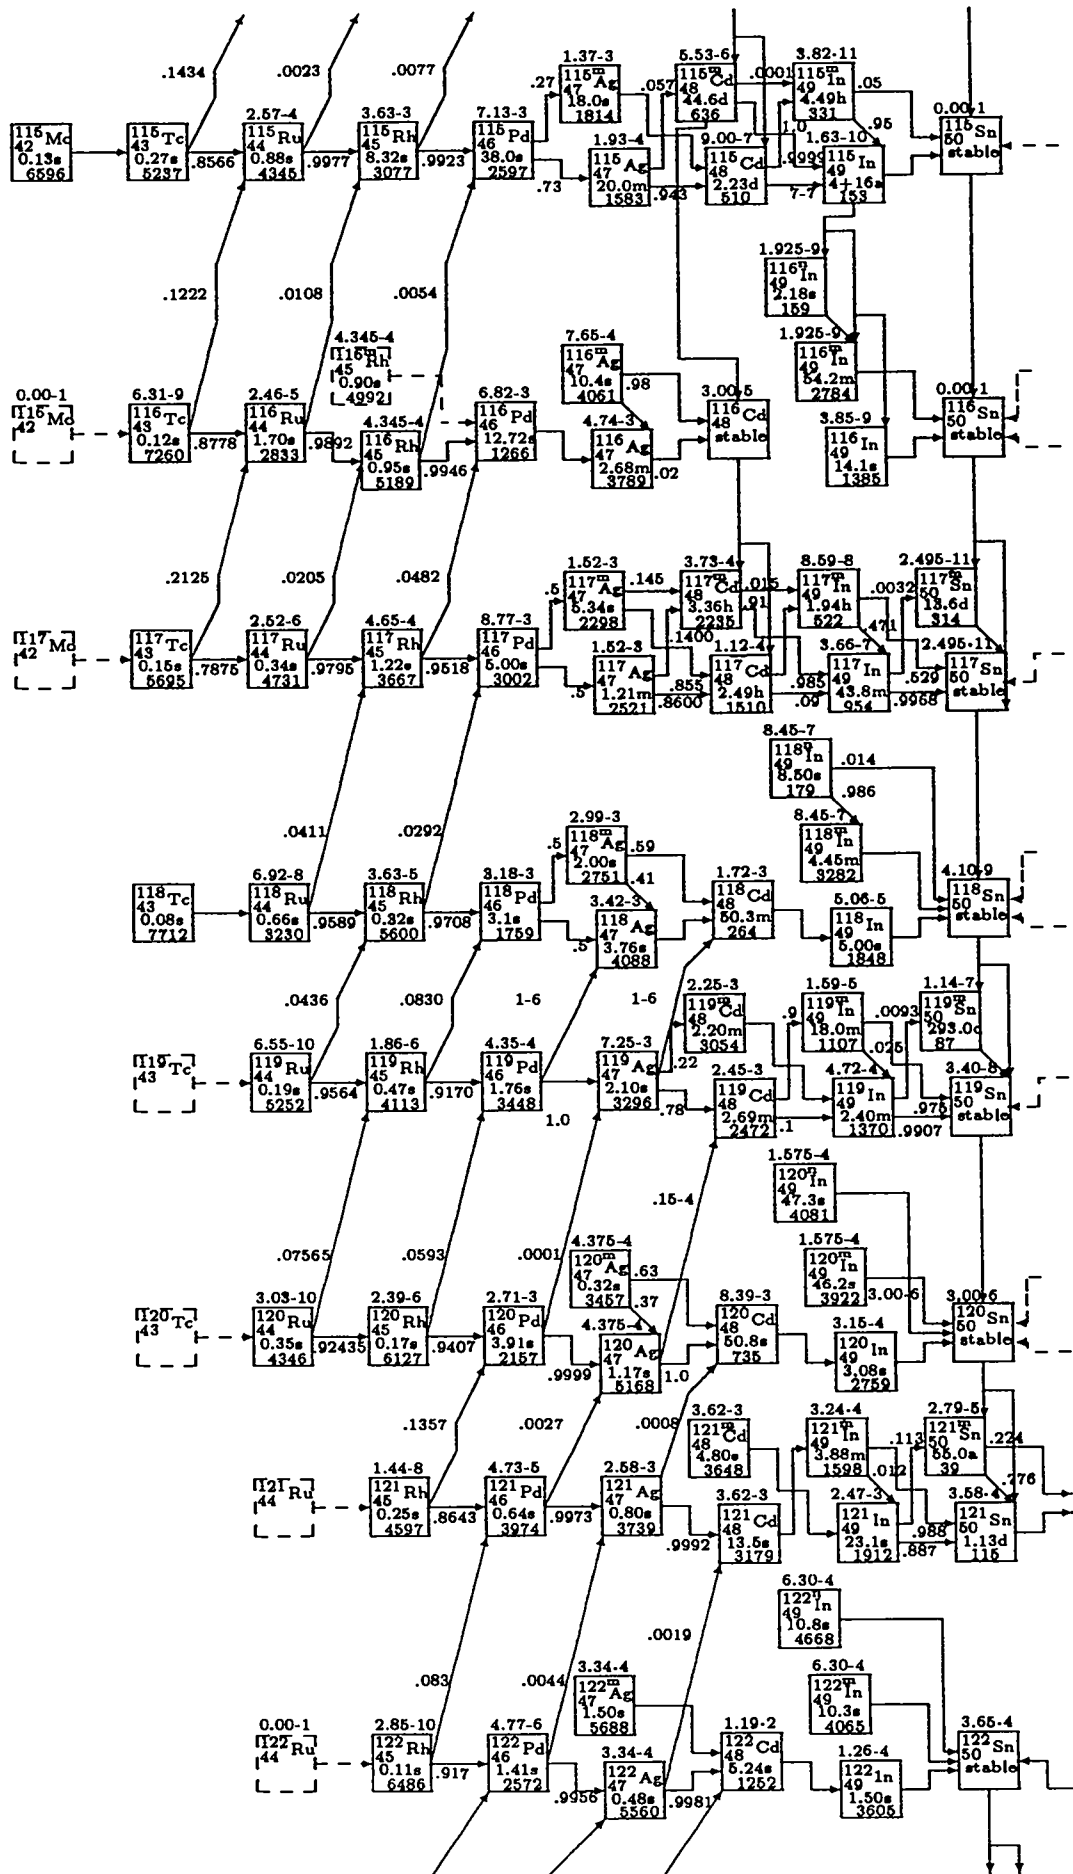 .1434
.0023
.0077
1.37-3
115m Ag
47
18.0s
1814
5.53-6
115m Cd
48
44.6d
636
.0001
3.82-11
115m In
49
4.49h
331
.05
0.00-1
115 Sn
50
stable
115 Mo
42
0.13s
6596
115 Tc
43
0.27s
5237
.8566
2.57-4
115 Ru
44
0.88s
4345
.9977
3.63-3
115 Rh
45
8.32s
3077
.9923
7.13-3
115 Pd
46
38.0s
2597
.27
.73
1.93-4
115 Ag
47
20.0m
1583
.057
.943
9.00-7
115 Cd
48
2.23d
510
1.0
.9999
7-7
.95
1.63-10
115 In
49
4+16a
153
.1222
.0108
.0054
1.925-9
116n In
49
2.18s
159
4.345-4
116m Rh
45
0.90s
4992
7.65-4
116m Ag
47
10.4s
4061
.98
1.925-9
116m In
49
54.2m
2784
0.00-1
116 Mo
42
6.31-9
116 Tc
43
0.12s
7260
.8778
2.46-5
116 Ru
44
1.70s
2833
.9892
4.345-4
116 Rh
45
0.95s
5189
.9946
6.82-3
116 Pd
46
12.72s
1266
4.74-3
116 Ag
47
2.68m
3789
.02
3.00-5
116 Cd
48
stable
3.85-9
116 In
49
14.1s
1385
0.00-1
116 Sn
50
stable
.2125
.0205
.0482
1.52-3
117m Ag
47
5.34s
2298
.145
3.73-4
117m Cd
48
3.36h
2235
.015
.91
8.59-8
117m In
49
1.94h
522
.0032
.471
2.495-11
117m Sn
50
13.6d
314
117 Mo
42
117 Tc
43
0.15s
5695
.7875
2.52-6
117 Ru
44
0.34s
4731
.9795
4.65-4
117 Rh
45
1.22s
3667
.9518
8.77-3
117 Pd
46
5.00s
3002
.5
.5
1.52-3
117 Ag
47
1.21m
2521
.1400
.855
.8600
1.12-4
117 Cd
48
2.49h
1510
.985
.09
3.66-7
117 In
49
43.8m
954
.529
.9968
2.495-11
117 Sn
50
stable
.0411
.0292
8.45-7
118n In
49
8.50s
179
.014
.986
2.99-3
118m Ag
47
2.00s
2751
.59
.41
8.45-7
118m In
49
4.45m
3282
118 Tc
43
0.08s
7712
6.92-8
118 Ru
44
0.66s
3230
.9589
3.63-5
118 Rh
45
0.32s
5600
.9708
3.18-3
118 Pd
46
3.1s
1759
.5
.5
3.42-3
118 Ag
47
3.76s
4088
1.72-3
118 Cd
48
50.3m
264
5.06-5
118 In
49
5.00s
1848
4.10-9
118 Sn
50
stable
.0436
.0830
1-6
1-6
2.25-3
119m Cd
48
2.20m
3054
.9
1.59-5
119m In
49
18.0m
1107
.0093
.025
1.14-7
119m Sn
50
293.0d
87
119 Tc
43
6.55-10
119 Ru
44
0.19s
5252
.9564
1.86-6
119 Rh
45
0.47s
4113
.9170
4.35-4
119 Pd
46
1.76s
3448
1.0
7.25-3
119 Ag
47
2.10s
3296
.22
.78
2.45-3
119 Cd
48
2.69m
2472
.1
4.72-4
119 In
49
2.40m
1370
.975
.9907
3.40-8
119 Sn
50
stable
.07565
.0593
.0001
.15-4
1.575-4
120n In
49
47.3s
4081
4.375-4
120m Ag
47
0.32s
3457
.63
.37
1.575-4
120m In
49
46.2s
3922
120 Tc
43
3.03-10
120 Ru
44
0.35s
4346
.92435
2.39-6
120 Rh
45
0.17s
6127
.9407
2.71-3
120 Pd
46
3.91s
2157
.9999
4.375-4
120 Ag
47
1.17s
5168
1.0
8.39-3
120 Cd
48
50.8s
735
3.15-4
120 In
49
3.08s
2759
3.00-6
3.00-6
120 Sn
50
stable
.1357
.0027
.0008
3.62-3
121m Cd
48
4.80s
3648
3.24-4
121m In
49
3.88m
1598
.113
.012
2.79-5
121m Sn
50
55.0a
39
.224
.776
121 Ru
44
1.44-8
121 Rh
45
0.25s
4597
.8643
4.73-5
121 Pd
46
0.64s
3974
.9973
2.58-3
121 Ag
47
0.80s
3739
.9992
3.62-3
121 Cd
48
13.5s
3179
2.47-3
121 In
49
23.1s
1912
.988
.887
3.58-4
121 Sn
50
1.13d
115
.083
.0044
.0019
6.30-4
122n In
49
10.8s
4668
3.34-4
122m Ag
47
1.50s
5688
6.30-4
122m In
49
10.3s
4065
0.00-1
122 Ru
44
2.85-10
122 Rh
45
0.11s
6486
.917
4.77-6
122 Pd
46
1.41s
2572
.9956
3.34-4
122 Ag
47
0.48s
5560
.9981
1.19-2
122 Cd
48
5.24s
1252
1.26-4
122 In
49
1.50s
3605
3.65-4
122 Sn
50
stable